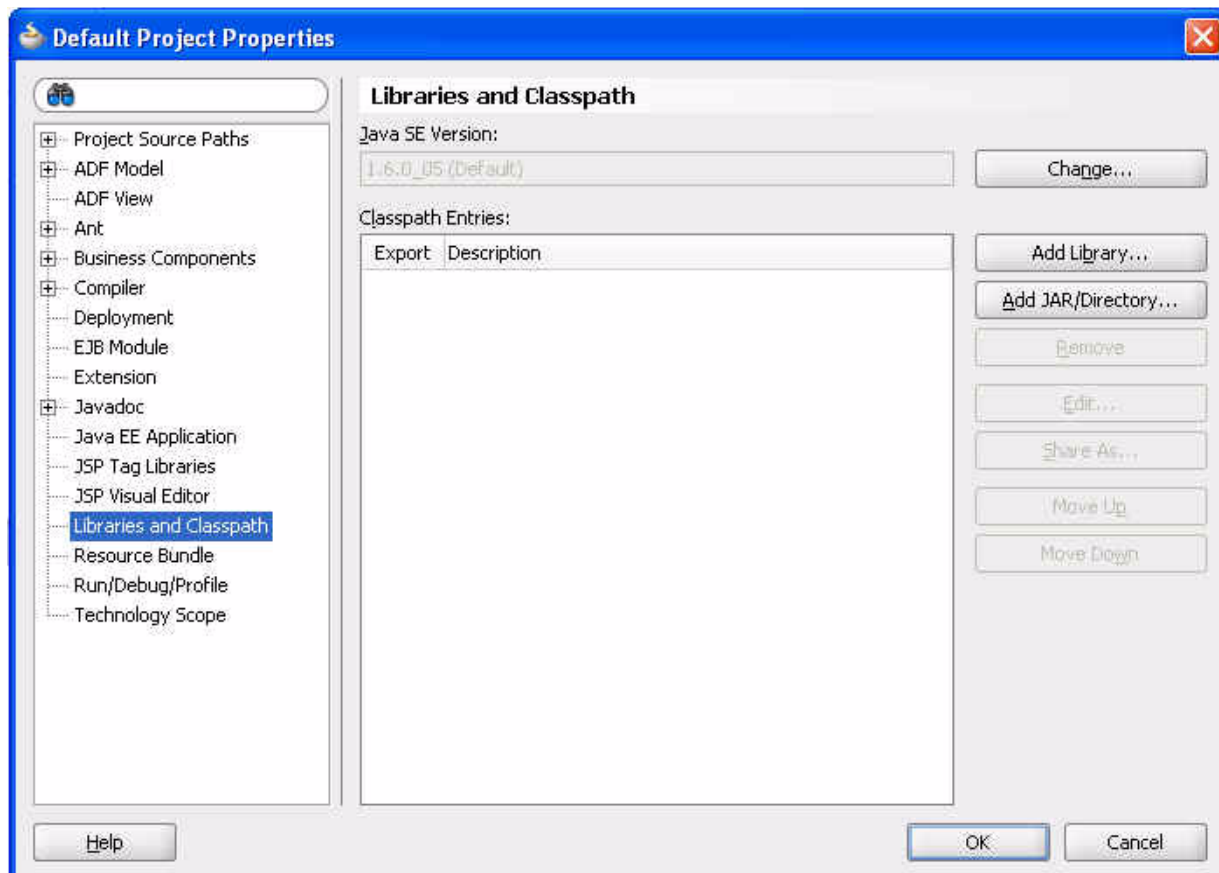 Default Project Properties
Project Source Paths
ADF Model
ADF View
Ant
Business Components
Compiler
Deployment
EJB Module
Extension
Javadoc
Java EE Application
JSP Tag Libraries
JSP Visual Editor
Libraries and Classpath
Resource Bundle
Run/Debug/Profile
Technology Scope
Libraries and Classpath
Java SE Version:
1.6.0_05 (Default)
Change...
Classpath Entries:
Export Description
Add Library...
Add JAR/Directory...
Remove
Edit...
Share As...
Move Up
Move Down
Help
OK
Cancel